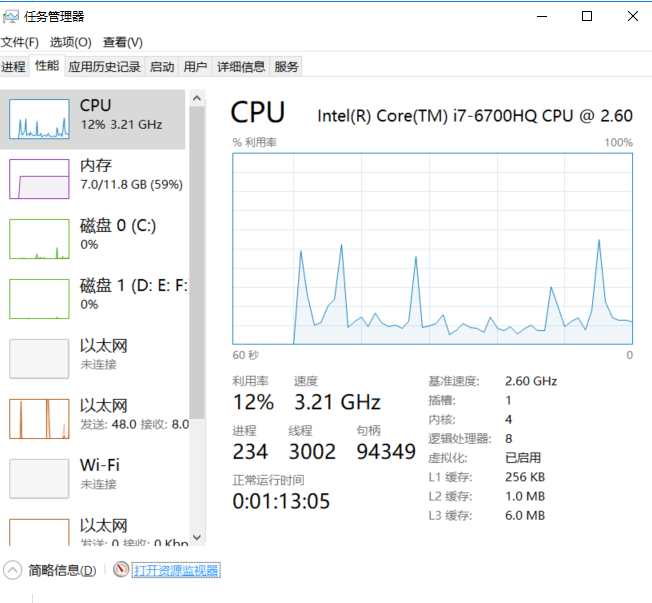 任务管理器
文件(F) 选项(O) 查看(V)
进程 性能 应用历史记录 启动 用户 详细信息 服务
CPU
12% 3.21 GHz
内存
7.0/11.8 GB (59%)
磁盘 0 (C:)
0%
磁盘 1 (D: E: F:
0%
以太网
未连接
以太网
发送: 48.0 接收: 8.0
Wi-Fi
未连接
以太网
发送: 0 接收: 0 Kbp
CPU Intel(R) Core(TM) i7-6700HQ CPU @ 2.60
% 利用率 100%
60 秒 0
利用率 速度
12% 3.21 GHz
进程 线程 句柄
234 3002 94349
正常运行时间
0:01:13:05
基准速度: 2.60 GHz
插槽: 1
内核: 4
逻辑处理器: 8
虚拟化: 已启用
L1 缓存: 256 KB
L2 缓存: 1.0 MB
L3 缓存: 6.0 MB
简略信息(D) 打开资源监视器